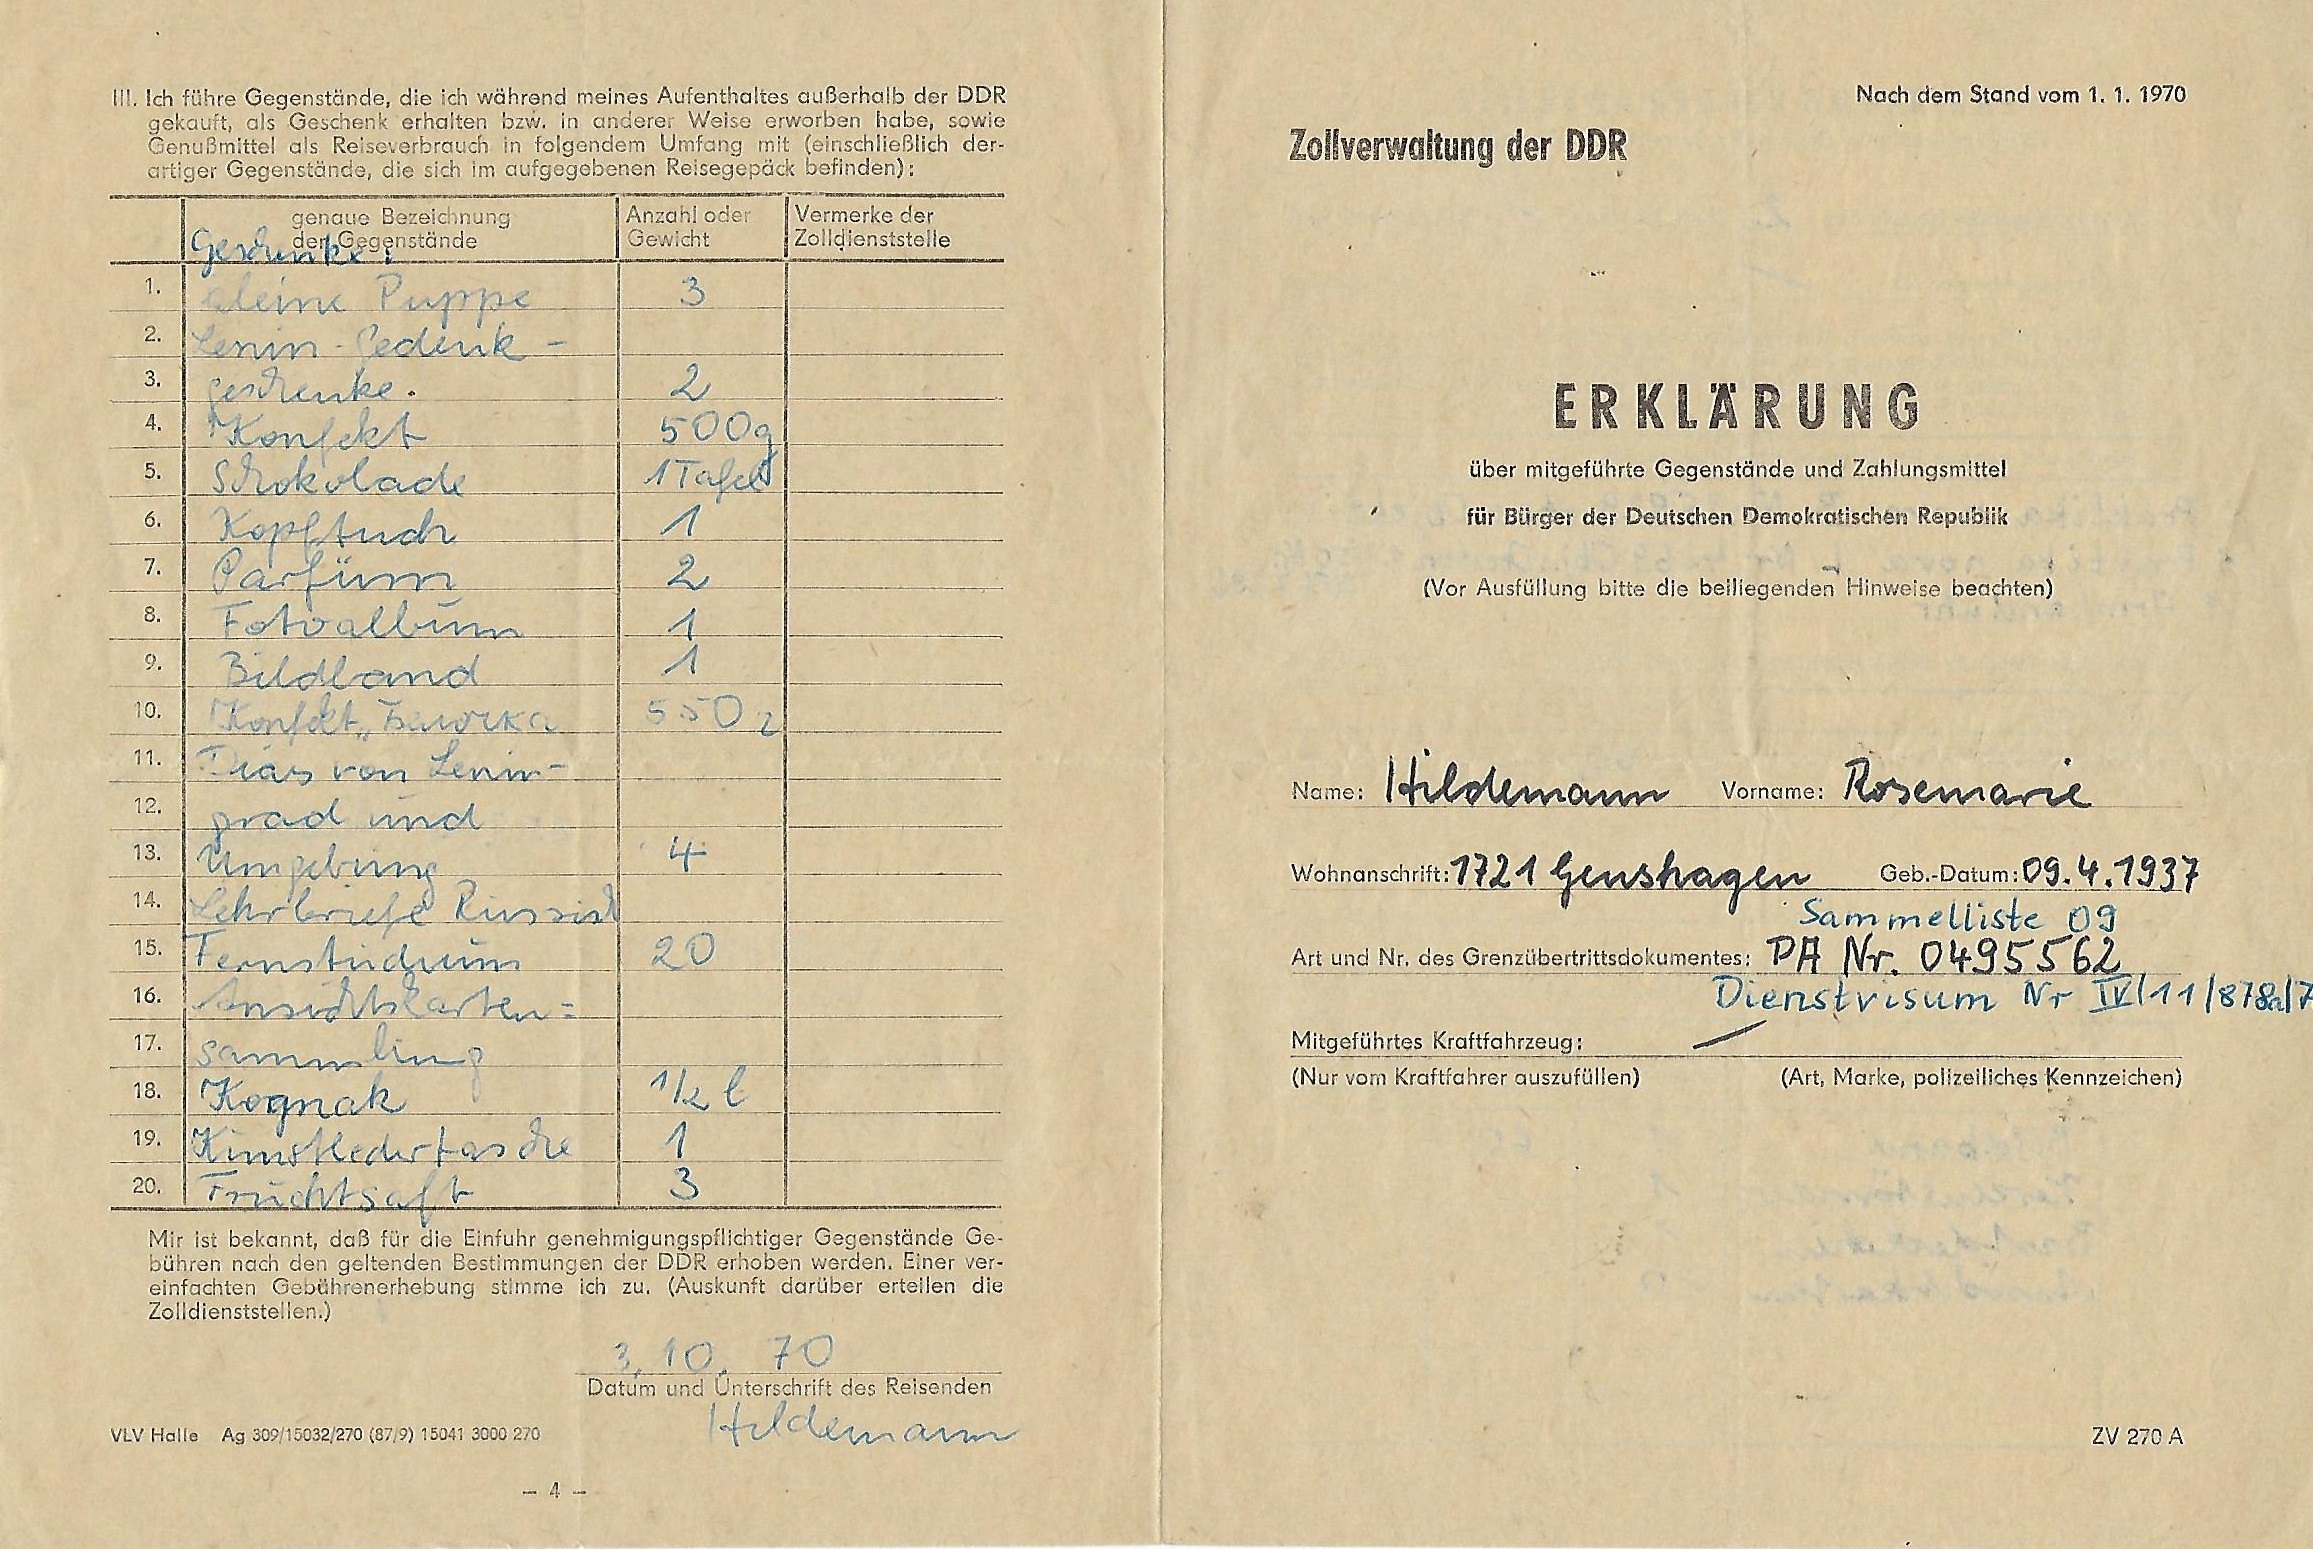 III. Ich führe Gegenstände, die ich während meines Aufenthaltes außerhalb der DDR
gekauft, als Geschenk erhalten bzw. in anderer Weise erworben habe, sowie
Genußmittel als Reiseverbrauch in folgendem Umfang mit (einschließlich der-
artiger Gegenstände, die sich im aufgegebenen Reisegepäck befinden):
genaue Bezeichnung der Gegenstände Anzahl oder Gewicht Vermerke der Zolldienststelle
Geschenke:
1. kleine Puppe 3
2. Lenin-Gedenk-
3. geschenke. 2
4. Konfekt 500g
5. Schokolade 1 Tafel
6. Kopftuch 1
7. Parfüm 2
8. Fotoalbum 1
9. Bildband 1
10. Konfekt 550
11. Dias von Lenin-
12. grad und
13. Umgebung 4
14. Lehrbriefe Russisch
15. Fernstudium 20
16. Ansichtskarten=
17. sammlung
18. Kognak 1/2 l
19. Kunstledertasche 1
20. Fruchtsaft 3
Mir ist bekannt, daß für die Einfuhr genehmigungspflichtiger Gegenstände Ge-
bühren nach den geltenden Bestimmungen der DDR erhoben werden. Einer ver-
einfachten Gebührenerhebung stimme ich zu. (Auskunft darüber erteilen die
Zolldienststellen.)
3. 10. 70
Datum und Unterschrift des Reisenden
Hildemann
VLV Halle Ag 309/15032/270 (87/9) 15041 3000 270
– 4 –
Nach dem Stand vom 1. 1. 1970
Zollverwaltung der DDR
ERKLÄRUNG
über mitgeführte Gegenstände und Zahlungsmittel
für Bürger der Deutschen Demokratischen Republik
(Vor Ausfüllung bitte die beiliegenden Hinweise beachten)
Name: Hildemann Vorname: Rosemarie
Wohnanschrift: 1721 Genshagen Geb.-Datum: 09.4.1937
Sammelliste 09
Art und Nr. des Grenzübertrittsdokumentes: PA Nr. 0495562
Dienstvisum Nr IV/11/878a/7
Mitgeführtes Kraftfahrzeug: —
(Nur vom Kraftfahrer auszufüllen) (Art, Marke, polizeiliches Kennzeichen)
ZV 270 A